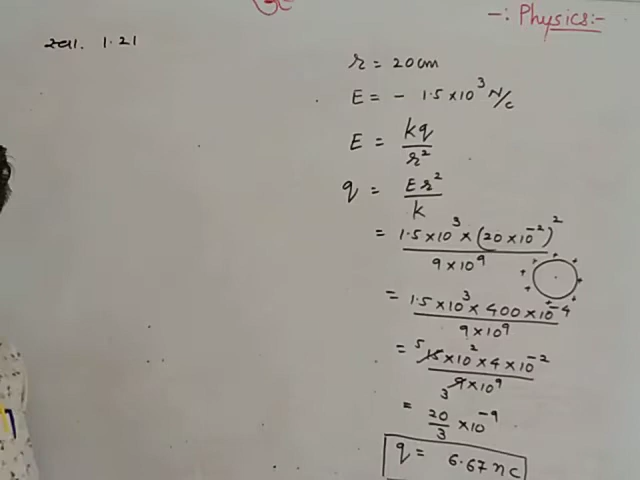 -: Physics:-
स्वा. 1.21
r = 20cm
E = - 1.5 × 10³ N/c
E = kq/r²
q = Er²/k
= 1.5 × 10³ × (20 × 10⁻²)² / 9 × 10⁹
= 1.5 × 10³ × 400 × 10⁻⁴ / 9 × 10⁹
= 5 15 × 10² × 4 × 10⁻² / 3 9 × 10⁹
= 20/3 × 10⁻⁹
q = 6.67 nc